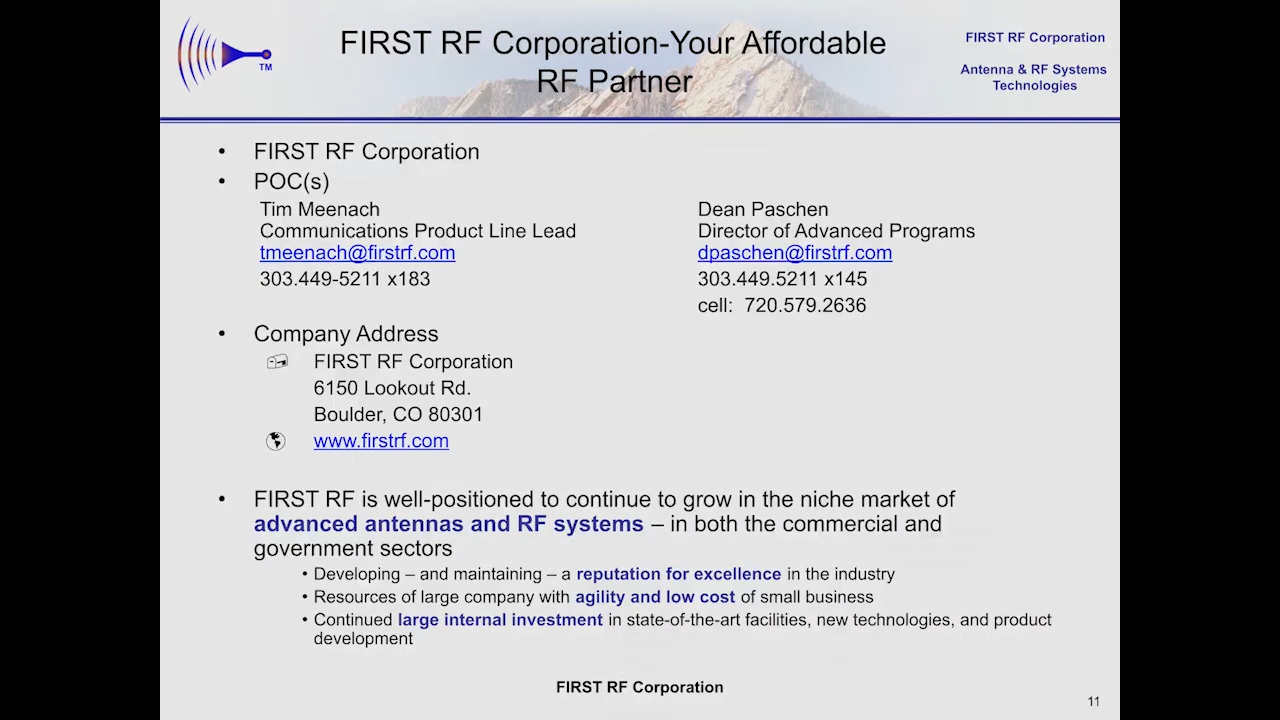 FIRST RF Corporation-Your Affordable
RF Partner
TM
FIRST RF Corporation
Antenna & RF Systems
Technologies
• FIRST RF Corporation
• POC(s)
Tim Meenach
Communications Product Line Lead
tmeenach@firstrf.com
303.449-5211 x183
Dean Paschen
Director of Advanced Programs
dpaschen@firstrf.com
303.449.5211 x145
cell: 720.579.2636
• Company Address
FIRST RF Corporation
6150 Lookout Rd.
Boulder, CO 80301
www.firstrf.com
• FIRST RF is well-positioned to continue to grow in the niche market of
advanced antennas and RF systems – in both the commercial and
government sectors
• Developing – and maintaining – a reputation for excellence in the industry
• Resources of large company with agility and low cost of small business
• Continued large internal investment in state-of-the-art facilities, new technologies, and product
development
FIRST RF Corporation
11